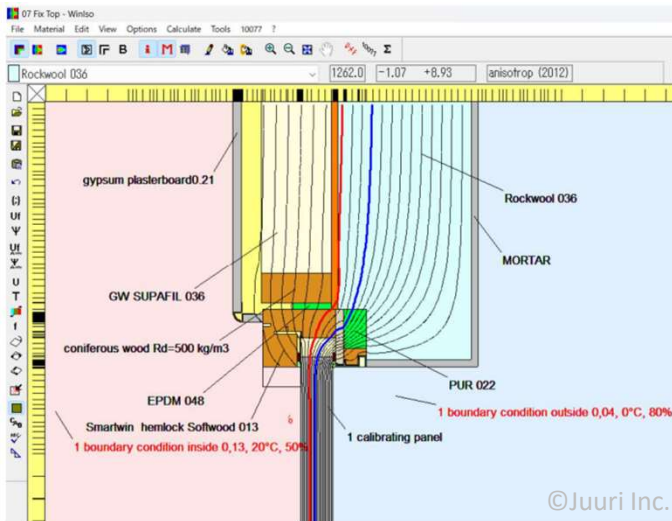 07 Fix Top - WinIso
File Material Edit View Options Calculate Tools 10077 ?
B i M Σ
Rockwool 036 1262.0 -1.07 +8.93 anisotrop (2012)
gypsum plasterboard0.21
Rockwool 036
MORTAR
GW SUPAFIL 036
coniferous wood Rd=500 kg/m3
PUR 022
EPDM 048
1 boundary condition outside 0,04, 0°C, 80%
Smartwin hemlock Softwood 013
1 calibrating panel
1 boundary condition inside 0,13, 20°C, 50%
Uf
Ψ
Uf
Ψ
U
T
f
©Juuri Inc.